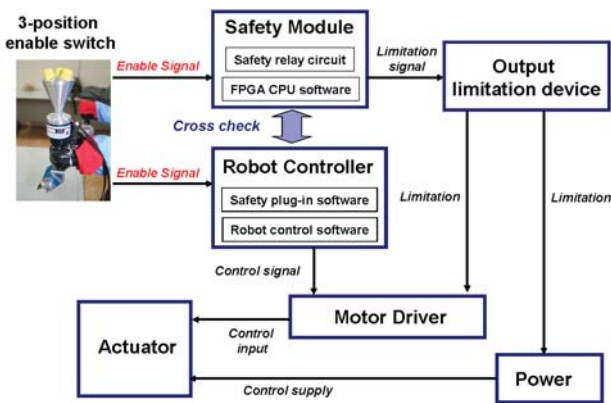 3-position
enable switch
Enable Signal
Enable Signal
Safety Module
Safety relay circuit
FPGA CPU software
Limitation
signal
Output
limitation device
Cross check
Robot Controller
Safety plug-in software
Robot control software
Limitation
Limitation
Control signal
Motor Driver
Actuator
Control
input
Control supply
Power